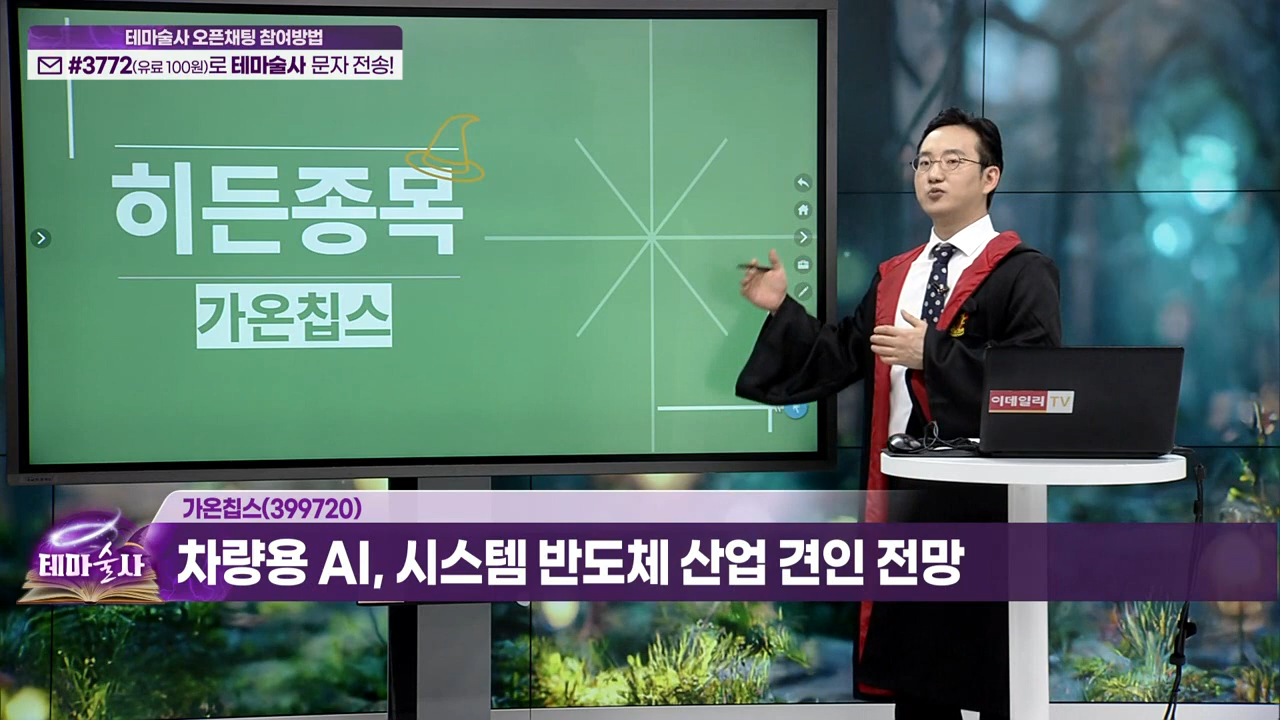 테마술사 오픈채팅 참여방법
#3772(유료 100원)로 테마술사 문자 전송!
히든종목
가온칩스
이데일리TV
가온칩스(399720)
테마술사
차량용 AI, 시스템 반도체 산업 견인 전망